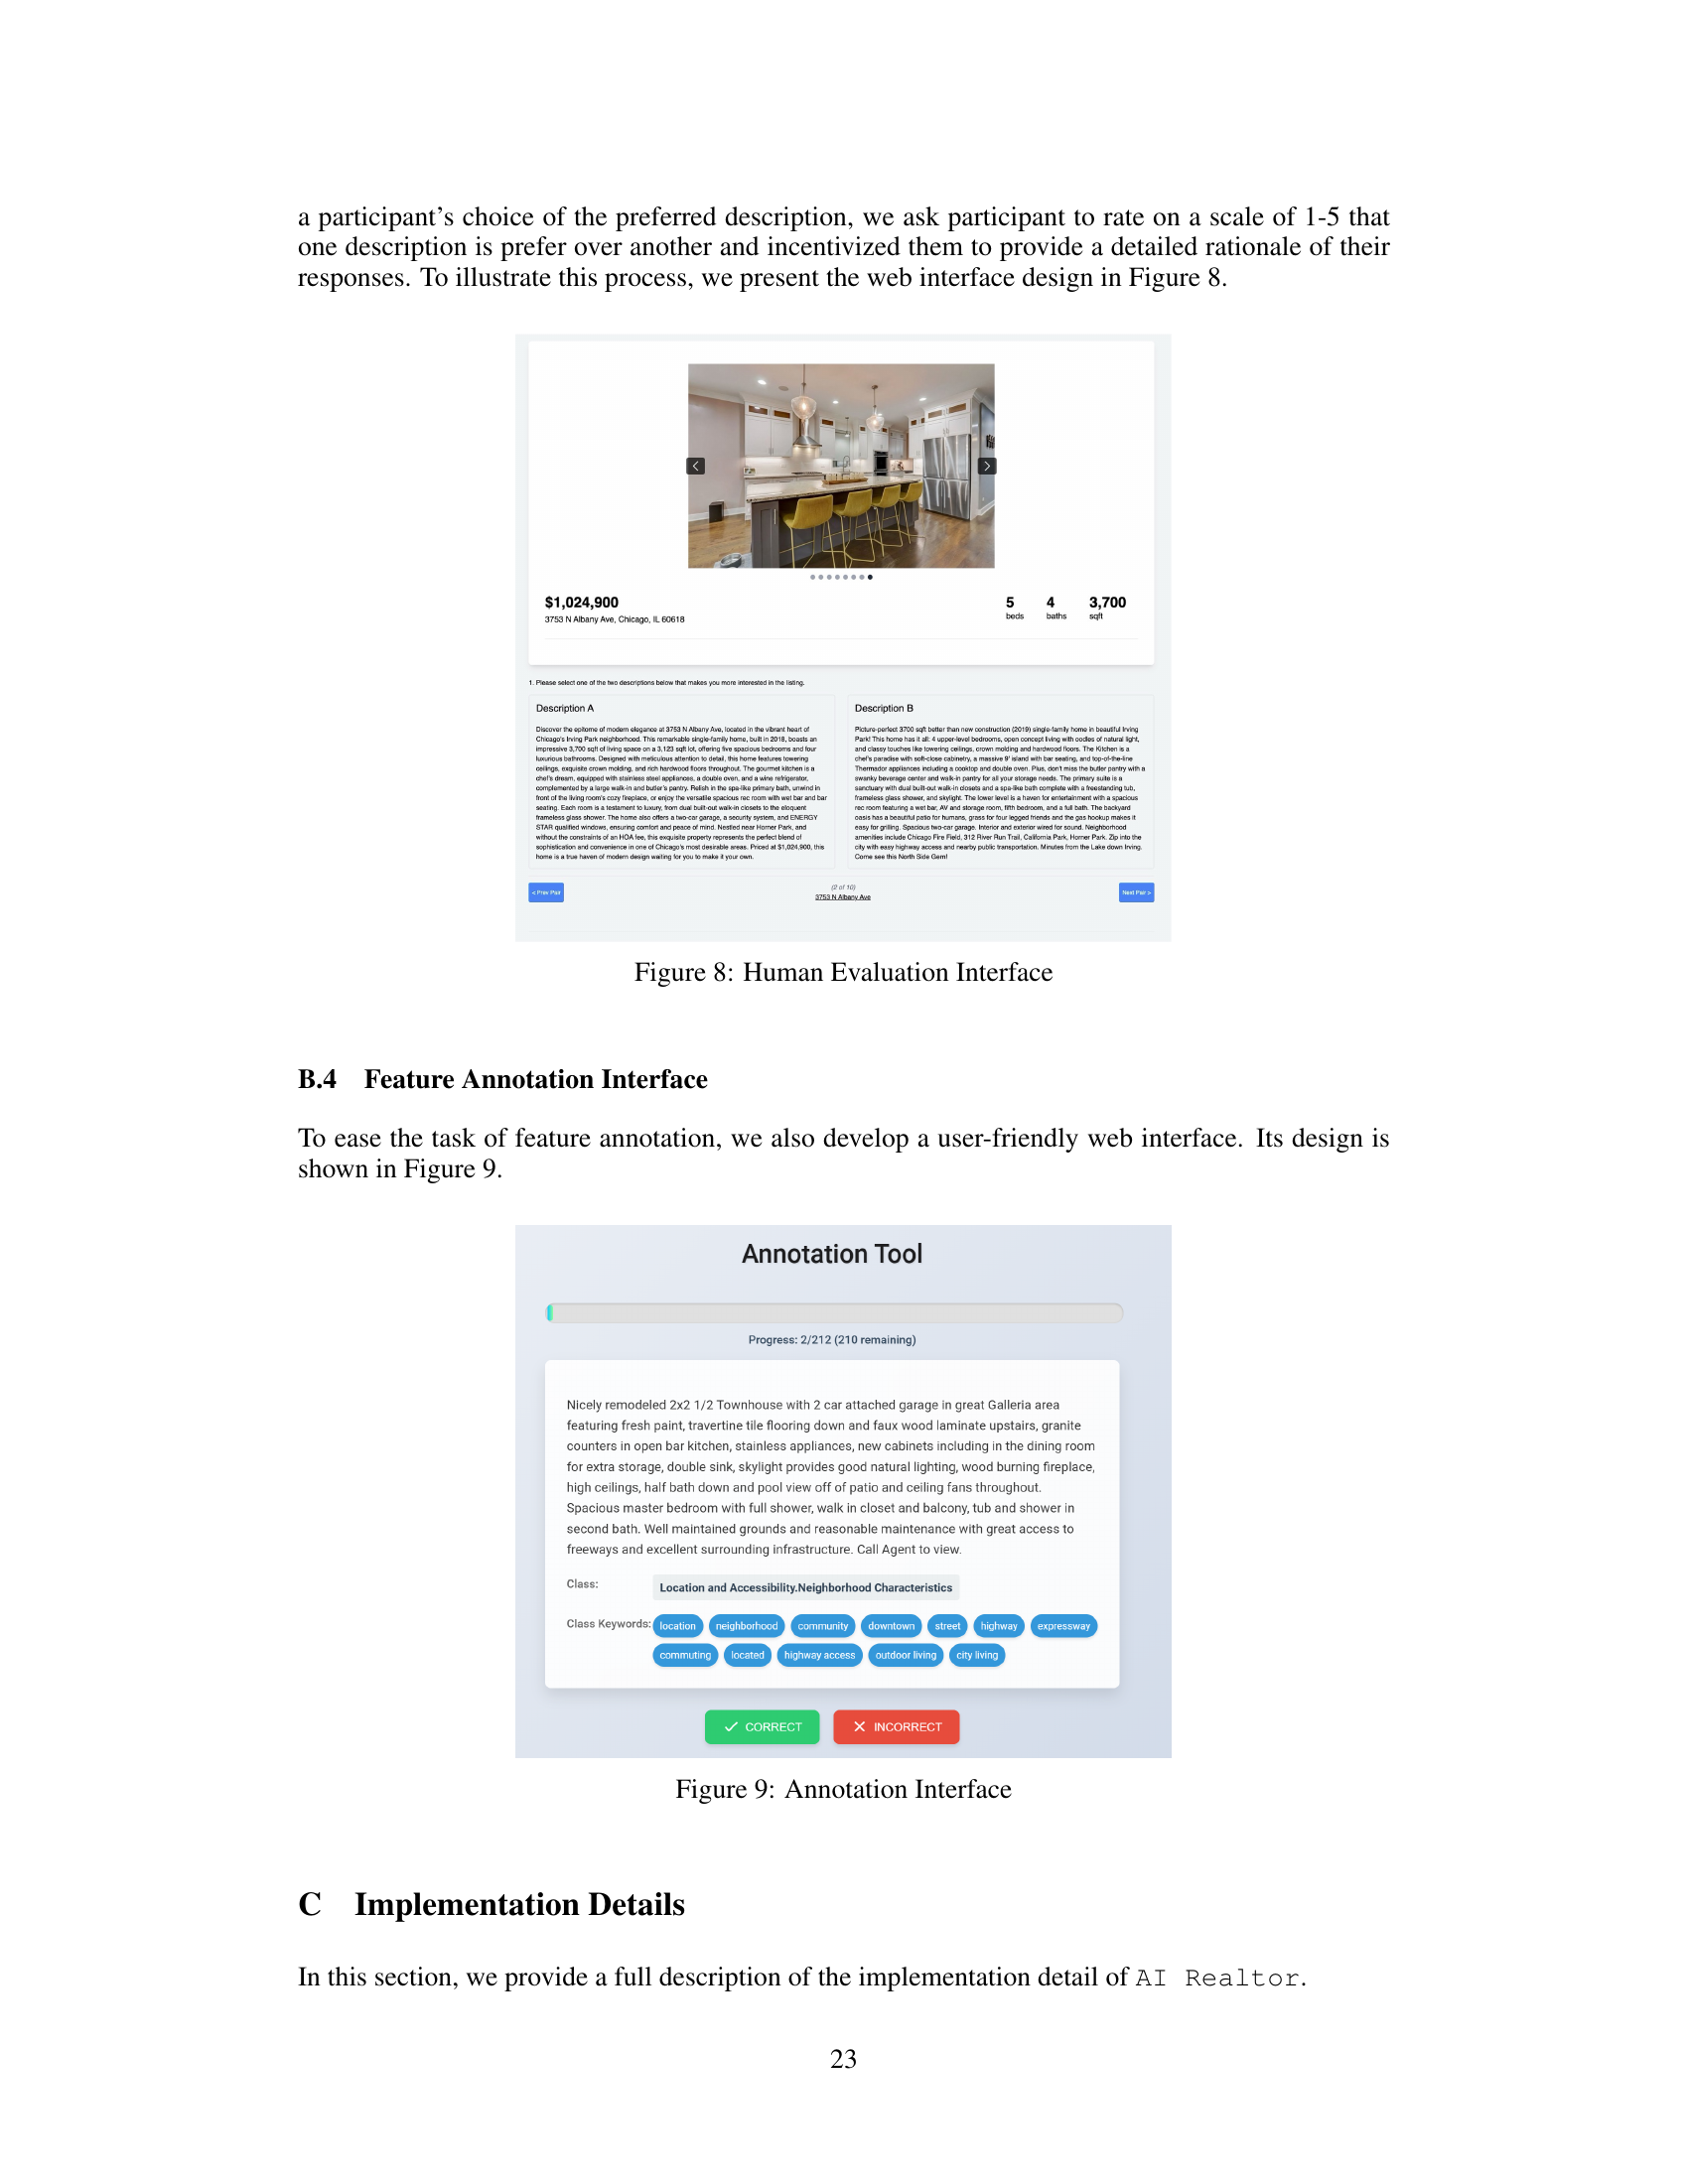 a participant's choice of the preferred description, we ask participant to rate on a scale of 1-5 that
one description is prefer over another and incentivized them to provide a detailed rationale of their
responses. To illustrate this process, we present the web interface design in Figure 8.
$1,024,900
3753 N Albany Ave, Chicago, IL 60618
5
beds
4
baths
3,700
sqft
1. Please select one of the two descriptions below that makes you more interested in the listing.
Description A
Discover the epitome of modern elegance at 3753 N Albany Ave, located in the vibrant heart of
Chicago's Irving Park neighborhood. This remarkable single-family home, built in 2018, boasts an
impressive 3,700 sqft of living space on a 3,123 sqft lot, offering five spacious bedrooms and four
luxurious bathrooms. Designed with meticulous attention to detail, this home features towering
ceilings, exquisite crown molding, and rich hardwood floors throughout. The gourmet kitchen is a
chef's dream, equipped with stainless steel appliances, a double oven, and a wine refrigerator,
complemented by a large walk-in and butler's pantry. Relish in the spa-like primary bath, unwind in
front of the living room's cozy fireplace, or enjoy the versatile spacious rec room with wet bar and bar
seating. Each room is a testament to luxury, from dual built-out walk-in closets to the eloquent
frameless glass shower. The home also offers a two-car garage, a security system, and ENERGY
STAR qualified windows, ensuring comfort and peace of mind. Nestled near Horner Park, and
without the constraints of an HOA fee, this exquisite property represents the perfect blend of
sophistication and convenience in one of Chicago's most desirable areas. Priced at $1,024,900, this
home is a true haven of modern design waiting for you to make it your own.
Description B
Picture-perfect 3700 sqft better than new construction (2019) single-family home in beautiful Irving
Park! This home has it all: 4 upper-level bedrooms, open concept living with oodles of natural light,
and classy touches like towering ceilings, crown molding and hardwood floors. The Kitchen is a
chef's paradise with soft-close cabinetry, a massive 9' island with bar seating, and top-of-the-line
Thermador appliances including a cooktop and double oven. Plus, don't miss the butler pantry with a
swanky beverage center and walk-in pantry for all your storage needs. The primary suite is a
sanctuary with dual built-out walk-in closets and a spa-like bath complete with a freestanding tub,
frameless glass shower, and skylight. The lower level is a haven for entertainment with a spacious
rec room featuring a wet bar, AV and storage room, fifth bedroom, and a full bath. The backyard
oasis has a beautiful patio for humans, grass for four legged friends and the gas hookup makes it
easy for grilling. Spacious two-car garage. Interior and exterior wired for sound. Neighborhood
amenities include Chicago Fire Field, 312 River Run Trail, California Park, Horner Park. Zip into the
city with easy highway access and nearby public transportation. Minutes from the Lake down Irving.
Come see this North Side Gem!
< Prev Pair
(2 of 10)
3753 N Albany Ave
Next Pair >
Figure 8: Human Evaluation Interface
B.4 Feature Annotation Interface
To ease the task of feature annotation, we also develop a user-friendly web interface. Its design is
shown in Figure 9.
Annotation Tool
Progress: 2/212 (210 remaining)
Nicely remodeled 2x2 1/2 Townhouse with 2 car attached garage in great Galleria area
featuring fresh paint, travertine tile flooring down and faux wood laminate upstairs, granite
counters in open bar kitchen, stainless appliances, new cabinets including in the dining room
for extra storage, double sink, skylight provides good natural lighting, wood burning fireplace,
high ceilings, half bath down and pool view off of patio and ceiling fans throughout.
Spacious master bedroom with full shower, walk in closet and balcony, tub and shower in
second bath. Well maintained grounds and reasonable maintenance with great access to
freeways and excellent surrounding infrastructure. Call Agent to view.
Class: Location and Accessibility.Neighborhood Characteristics
Class Keywords: location neighborhood community downtown street highway expressway
commuting located highway access outdoor living city living
CORRECT INCORRECT
Figure 9: Annotation Interface
C Implementation Details
In this section, we provide a full description of the implementation detail of AI Realtor.
23